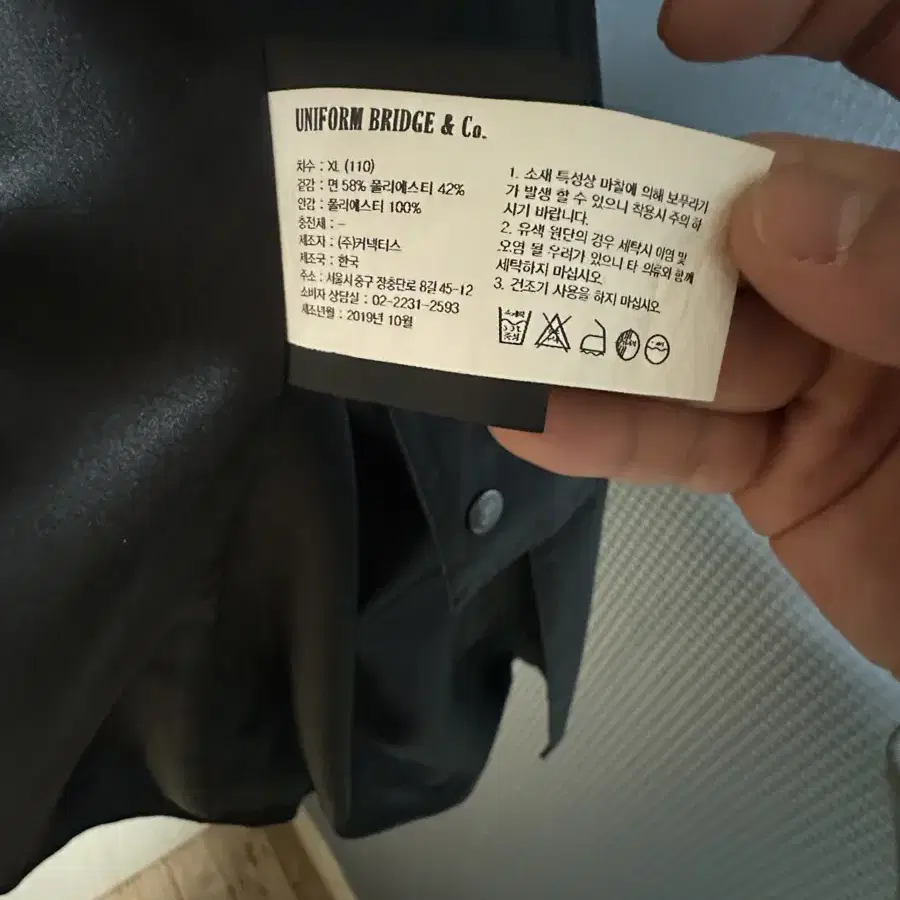 UNIFORM BRIDGE & Co.
치수 : XL (110)
겉감 : 면 58% 폴리에스터 42%
안감 : 폴리에스터 100%
충전재 : –
제조자 : (주)커넥티스
제조국 : 한국
주소 : 서울시 중구 장충단로 8길 45-12
소비자 상담실 : 02-2231-2593
제조년월 : 2019년 10월
1. 소재 특성상 마찰에 의해 보푸라기
가 발생 할 수 있으니 착용시 주의 하
시기 바랍니다.
2. 유색 원단의 경우 세탁시 이염 및
오염 될 우려가 있으니 타 의류와 함께
세탁하지 마십시오.
3. 건조기 사용을 하지 마십시오.